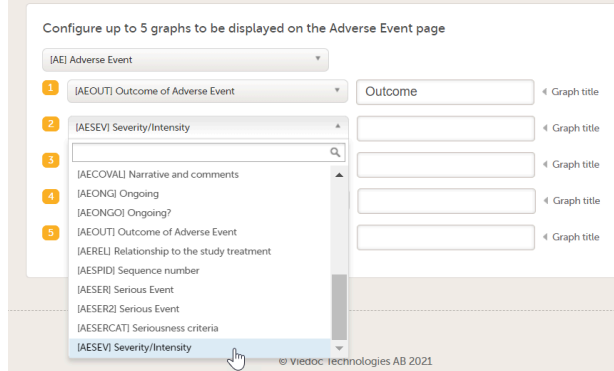 Configure up to 5 graphs to be displayed on the Adverse Event page
[AE] Adverse Event
1 [AEOUT] Outcome of Adverse Event Outcome Graph title
2 [AESEV] Severity/Intensity Graph title
3 Graph title
[AECOVAL] Narrative and comments
4 Graph title
[AEONG] Ongoing
[AEONGO] Ongoing?
5 Graph title
[AEOUT] Outcome of Adverse Event
[AEREL] Relationship to the study treatment
[AESPID] Sequence number
[AESER] Serious Event
[AESER2] Serious Event
[AESERCAT] Seriousness criteria
[AESEV] Severity/Intensity
© Viedoc Technologies AB 2021